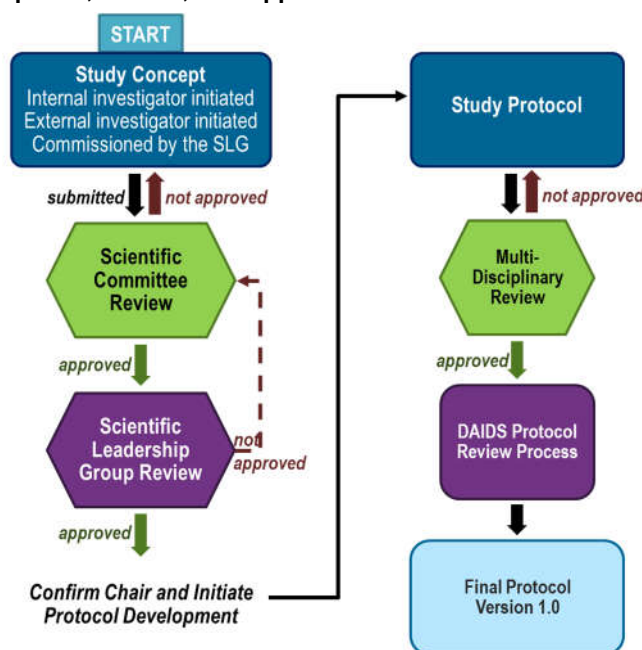 START
Study Concept
Internal investigator initiated
External investigator initiated
Commissioned by the SLG
submitted
not approved
Scientific
Committee
Review
approved
Scientific
Leadership
Group Review
not
approved
approved
Confirm Chair and Initiate
Protocol Development
Study Protocol
not approved
Multi-
Disciplinary
Review
approved
DAIDS Protocol
Review Process
Final Protocol
Version 1.0